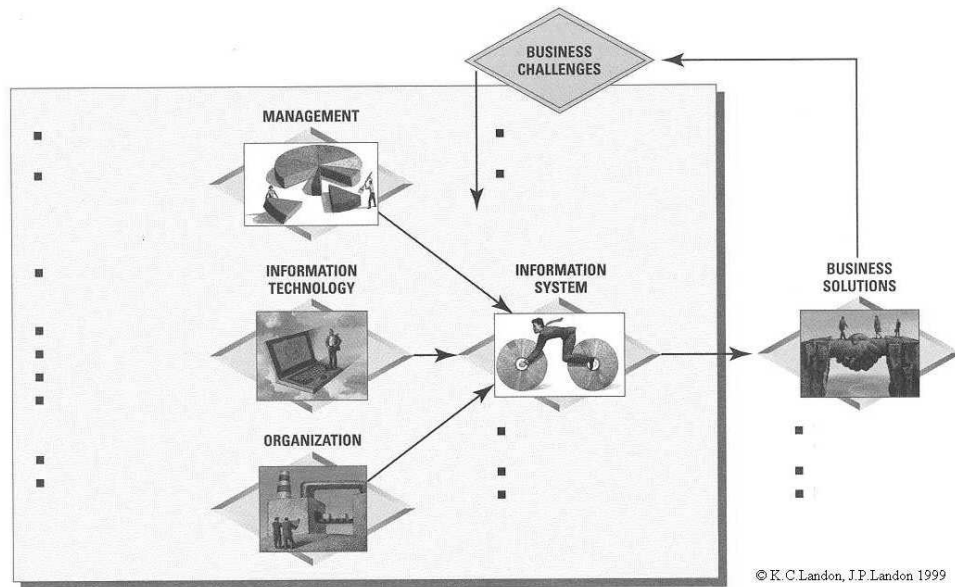 BUSINESS
CHALLENGES
MANAGEMENT
INFORMATION
TECHNOLOGY
INFORMATION
SYSTEM
BUSINESS
SOLUTIONS
ORGANIZATION
© K.C.Landon, J.P.Landon 1999